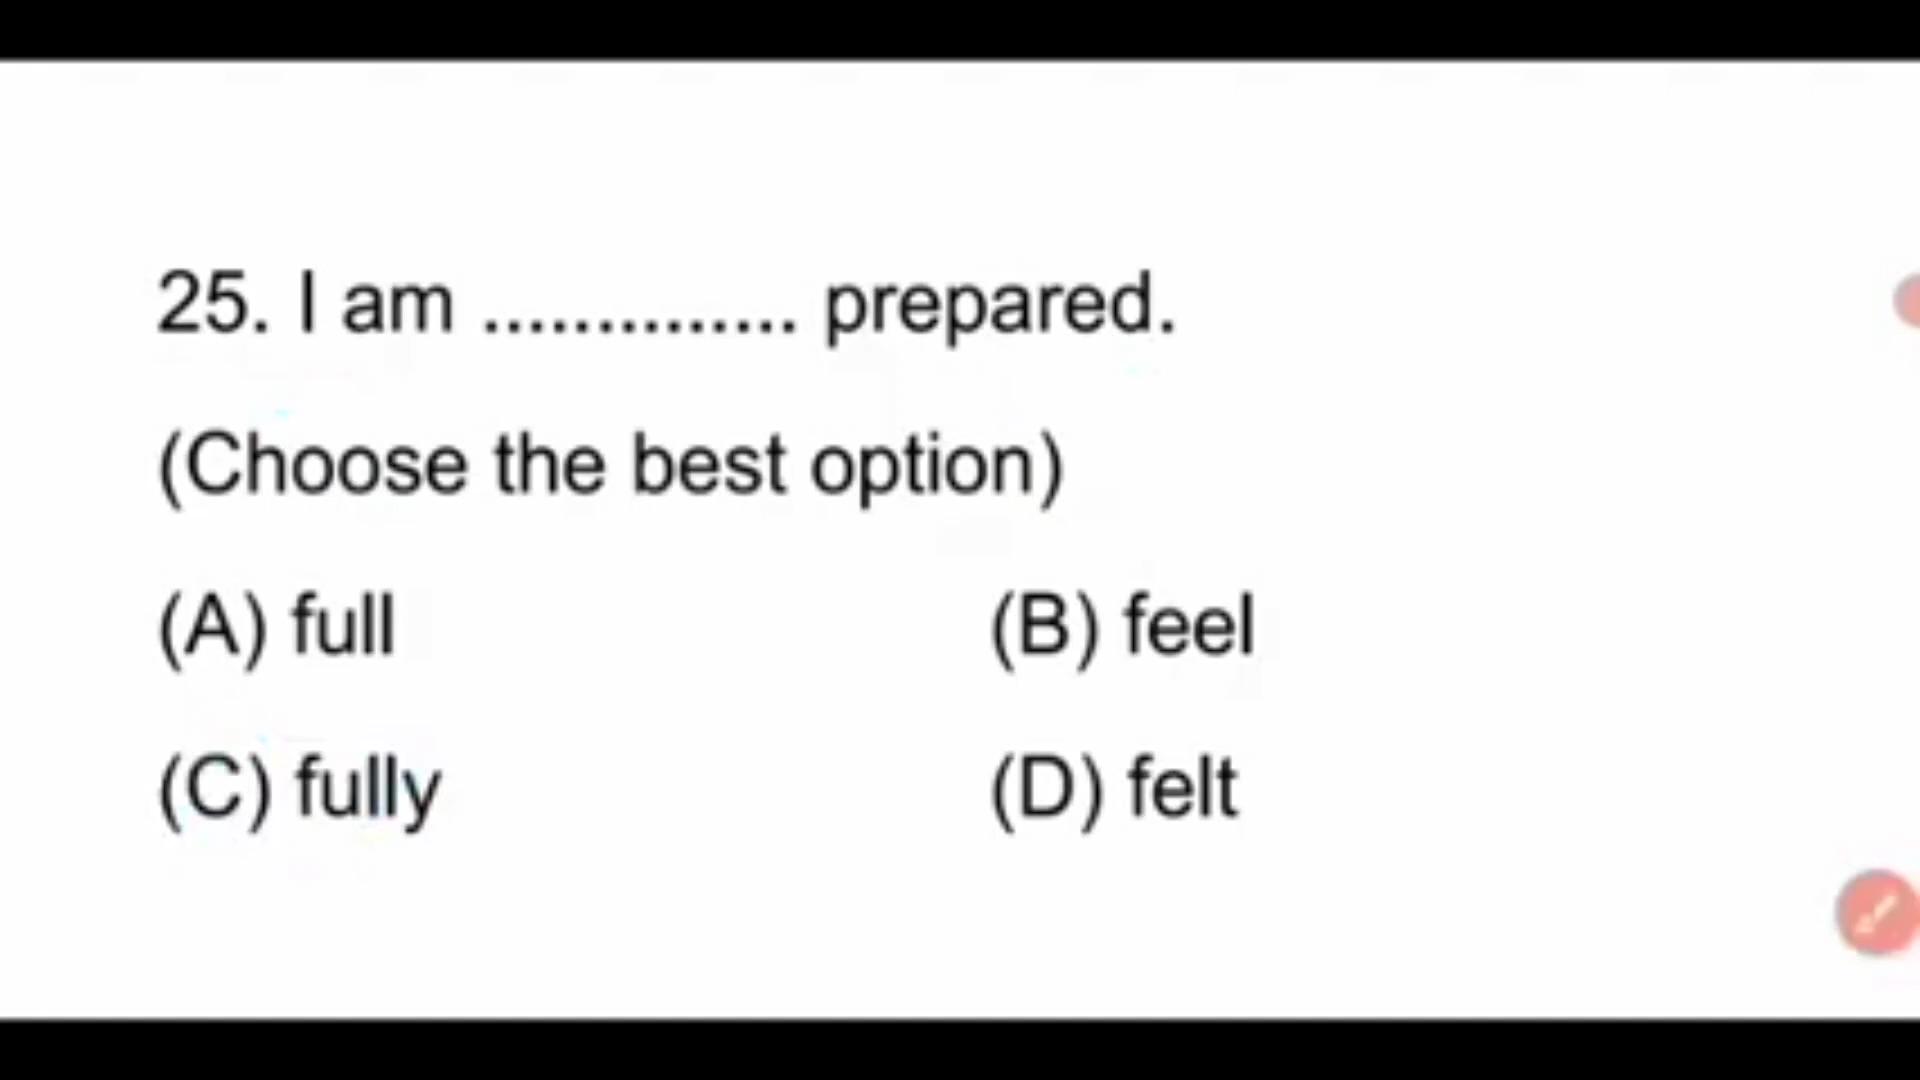 25. I am .............. prepared.
(Choose the best option)
(A) full (B) feel
(C) fully (D) felt